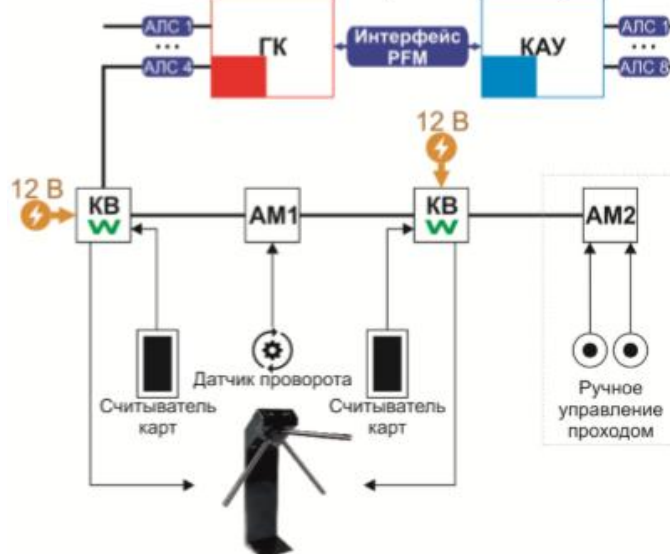 АЛС 1
...
АЛС 4
ГК
Интерфейс
PFM
КАУ
АЛС 1
...
АЛС 8
12 В
12 В
КВ
АМ1
КВ
АМ2
Считыватель
карт
Датчик проворота
Считыватель
карт
Ручное
управление
проходом